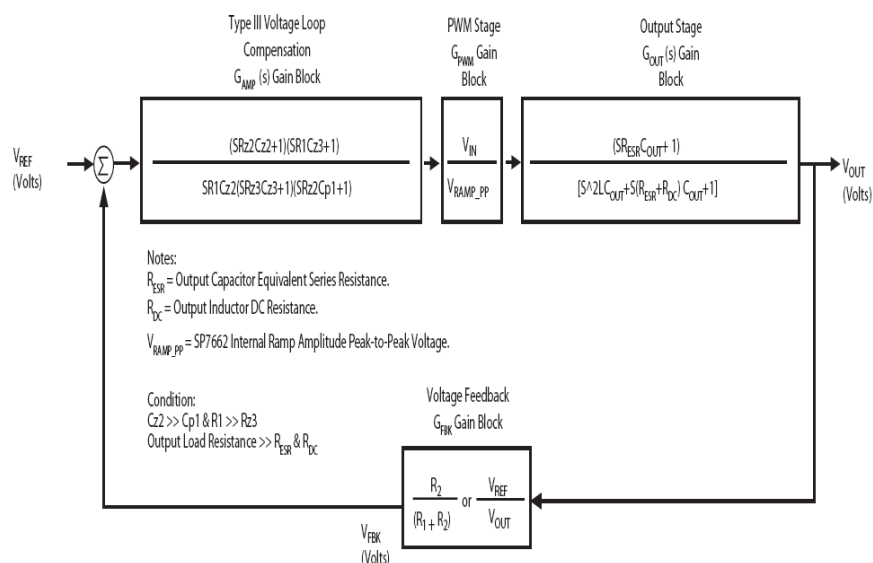 Type III Voltage Loop
Compensation
G_AMP (s) Gain Block
PWM Stage
G_PWM Gain
Block
Output Stage
G_OUT (s) Gain
Block
V_REF
(Volts)
Σ
(SRz2Cz2+1)(SR1Cz3+1)
SR1Cz2(SRz3Cz3+1)(SRz2Cp1+1)
V_IN
V_RAMP_PP
(SR_ESRC_OUT+ 1)
[S^2LC_OUT+S(R_ESR+R_DC) C_OUT+1]
V_OUT
(Volts)
Notes:
R_ESR = Output Capacitor Equivalent Series Resistance.
R_DC = Output Inductor DC Resistance.
V_RAMP_PP = SP7662 Internal Ramp Amplitude Peak-to-Peak Voltage.
Condition:
Cz2 >> Cp1 & R1 >> Rz3
Output Load Resistance >> R_ESR & R_DC
Voltage Feedback
G_FBK Gain Block
R_2
(R_1 + R_2)
or
V_REF
V_OUT
V_FBK
(Volts)